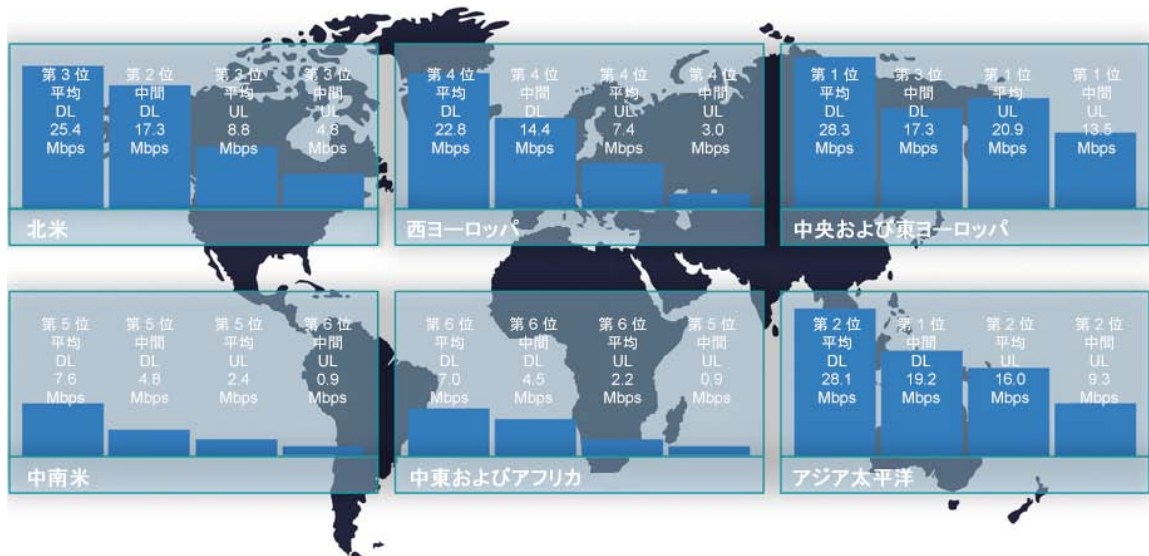 第 3 位
平均
DL
25.4
Mbps
第 2 位
中間
DL
17.3
Mbps
第 3 位
平均
UL
8.8
Mbps
第 3 位
中間
UL
4.8
Mbps
北米
第 4 位
平均
DL
22.8
Mbps
第 4 位
中間
DL
14.4
Mbps
第 4 位
平均
UL
7.4
Mbps
第 4 位
中間
UL
3.0
Mbps
西ヨーロッパ
第 1 位
平均
DL
28.3
Mbps
第 3 位
中間
DL
17.3
Mbps
第 1 位
平均
UL
20.9
Mbps
第 1 位
中間
UL
13.5
Mbps
中央および東ヨーロッパ
第 5 位
平均
DL
7.6
Mbps
第 5 位
中間
DL
4.8
Mbps
第 5 位
平均
UL
2.4
Mbps
第 6 位
中間
UL
0.9
Mbps
中南米
第 6 位
平均
DL
7.0
Mbps
第 6 位
中間
DL
4.5
Mbps
第 6 位
平均
UL
2.2
Mbps
第 5 位
中間
UL
0.9
Mbps
中東およびアフリカ
第 2 位
平均
DL
28.1
Mbps
第 1 位
中間
DL
19.2
Mbps
第 2 位
平均
UL
16.0
Mbps
第 2 位
中間
UL
9.3
Mbps
アジア太平洋